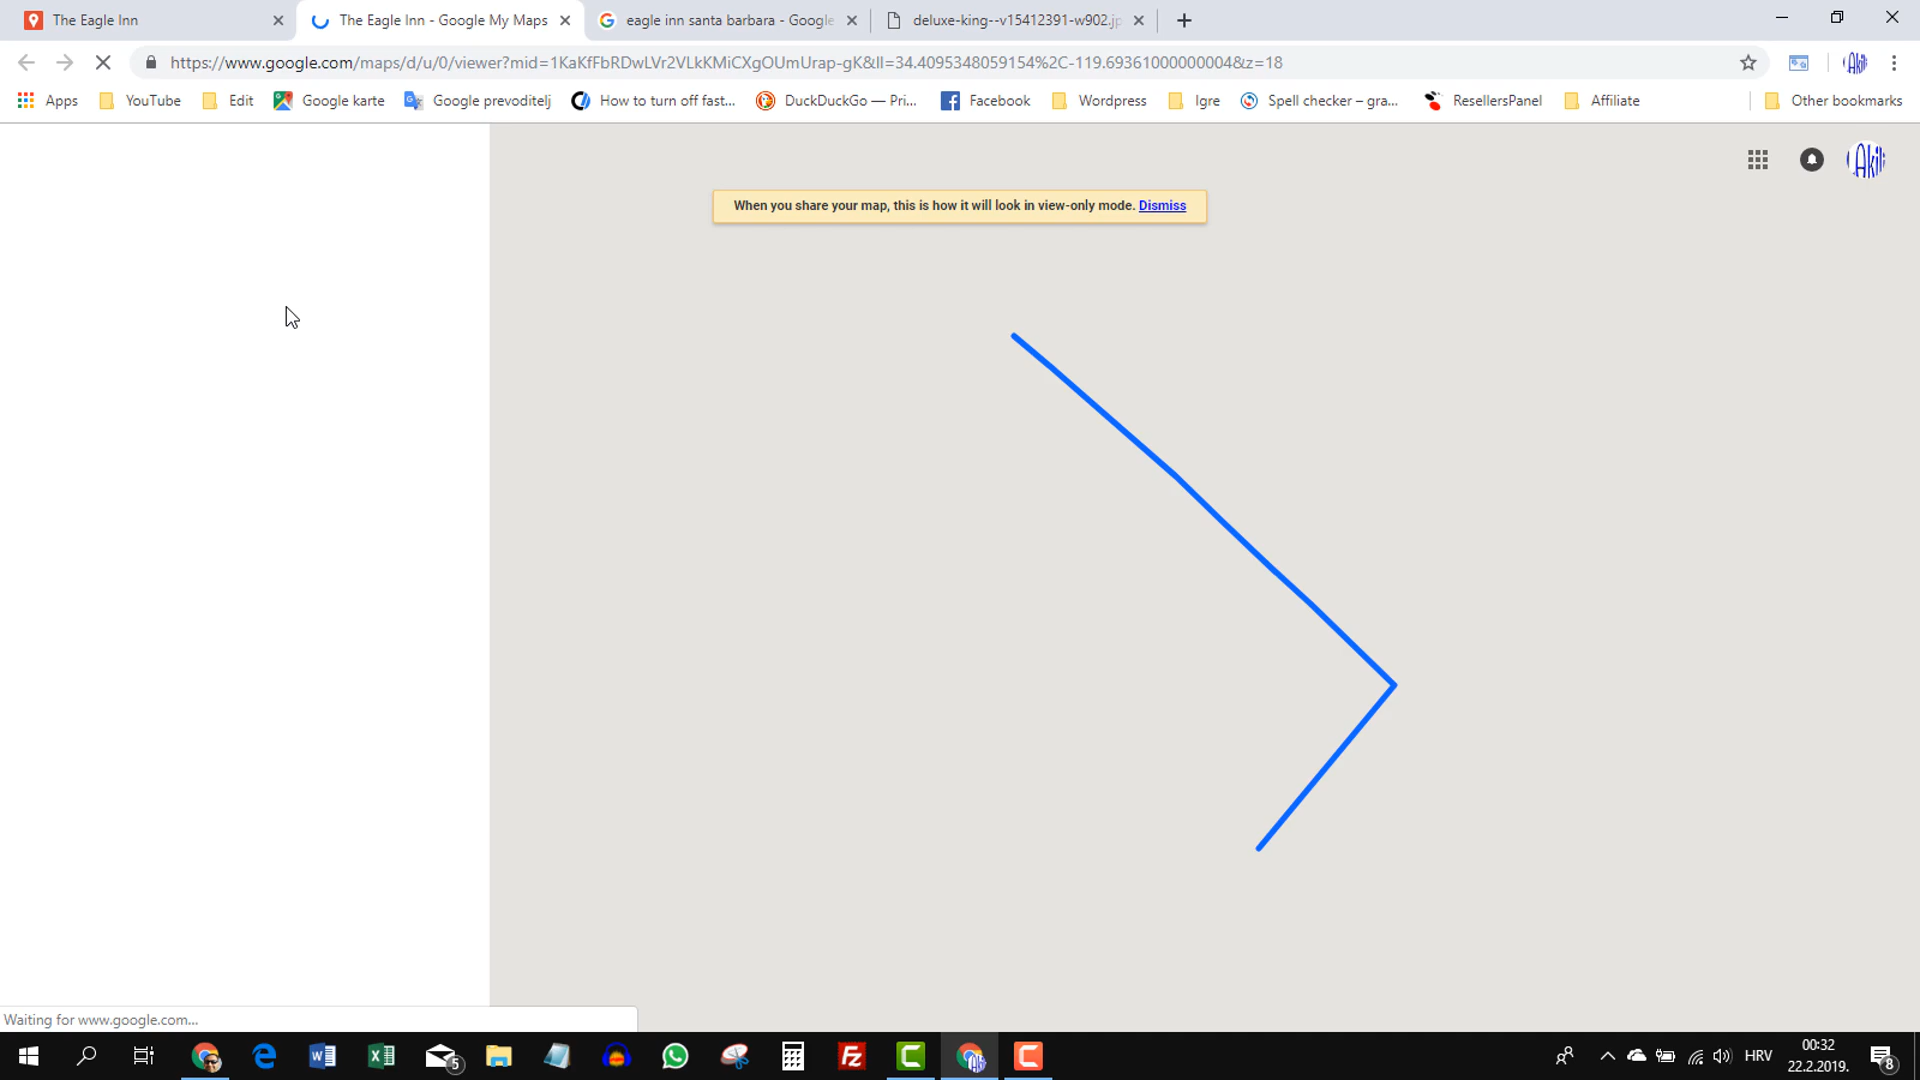 The Eagle Inn
The Eagle Inn - Google My Maps
eagle inn santa barbara - Google
deluxe-king--v15412391-w902.jp
https://www.google.com/maps/d/u/0/viewer?mid=1KaKfFbRDwLVr2VLkKMiCXgOUmUrap-gK&ll=34.4095348059154%2C-119.69361000000004&z=18
Apps
YouTube
Edit
Google karte
Google prevoditelj
How to turn off fast...
DuckDuckGo — Pri...
Facebook
Wordpress
Igre
Spell checker – gra...
ResellersPanel
Affiliate
Other bookmarks
When you share your map, this is how it will look in view-only mode. Dismiss
Akif
Waiting for www.google.com...
5
HRV
00:32
22.2.2019.
8